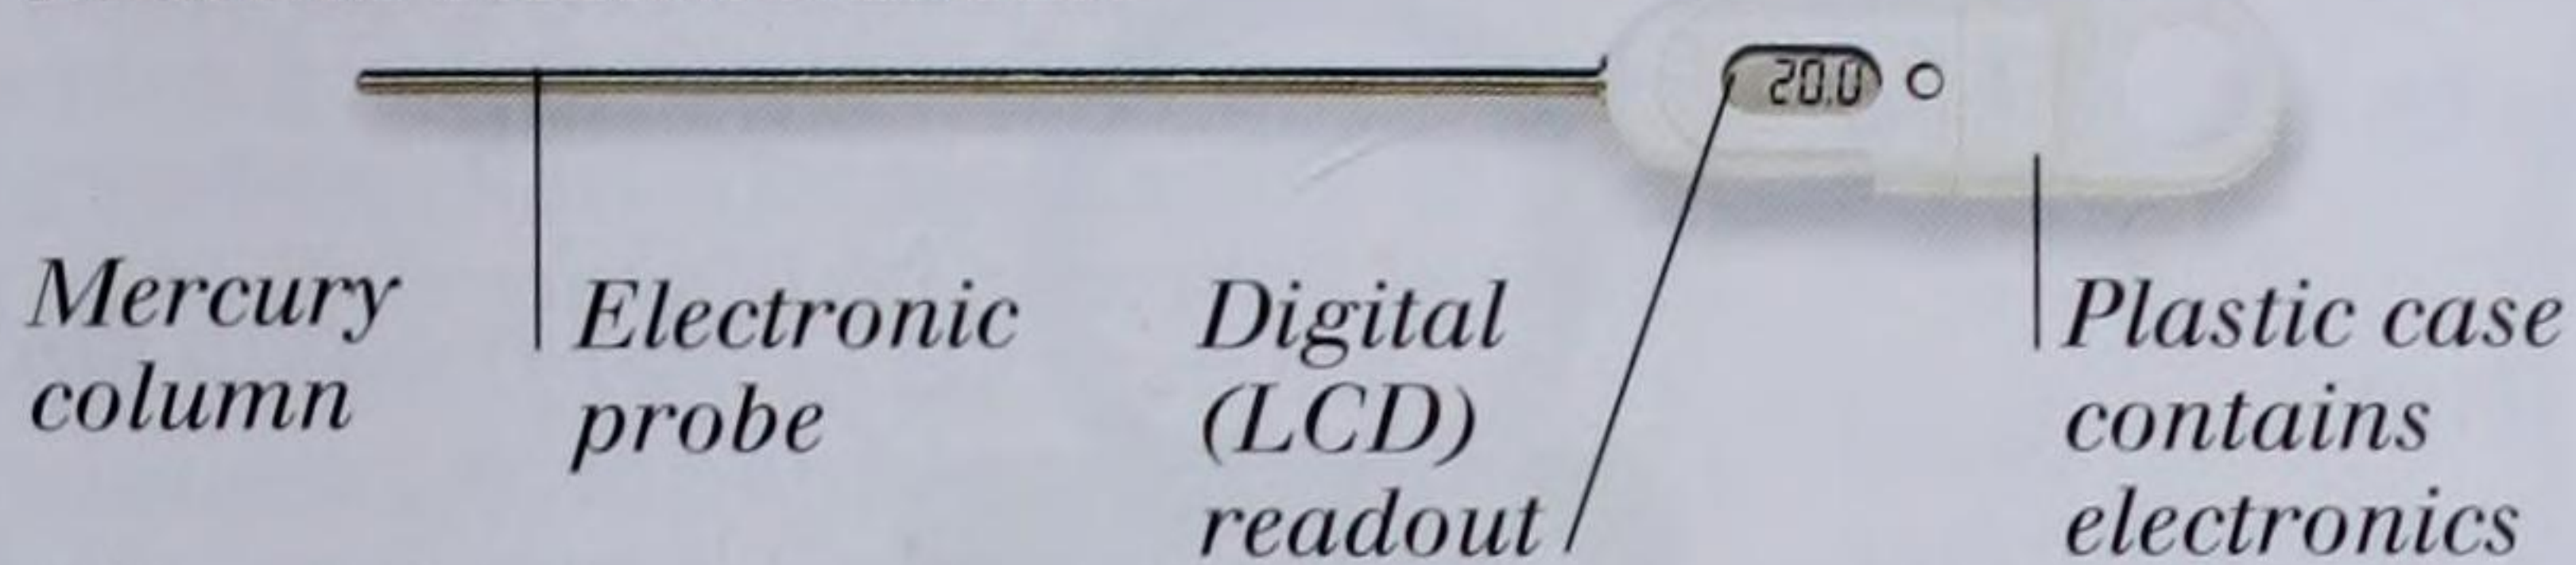 20.0
Mercury
column
Electronic
probe
Digital
(LCD)
readout
Plastic case
contains
electronics